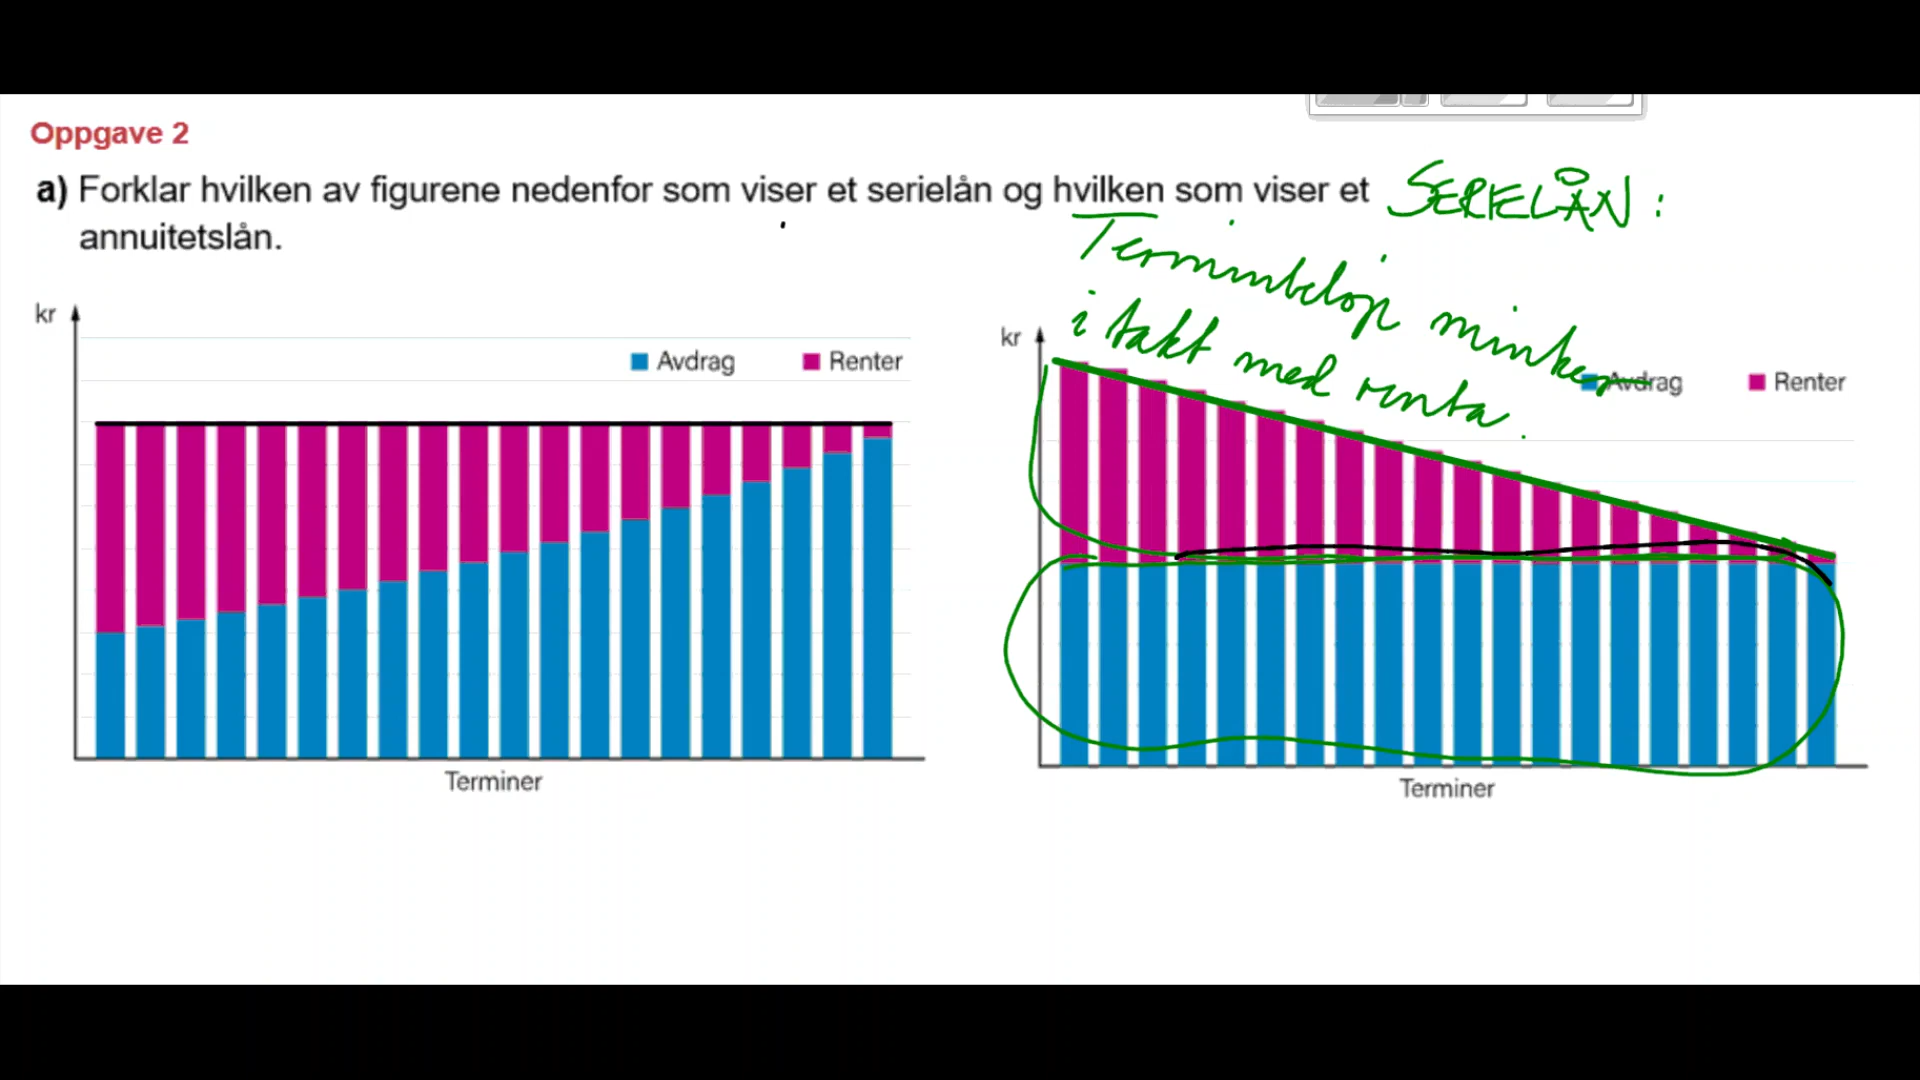 Oppgave 2
a) Forklar hvilken av figurene nedenfor som viser et serielån og hvilken som viser et
annuitetslån.
SERIELÅN:
Terminbeløp minker
i takt med renta.
kr
Avdrag Renter
Terminer
kr
Avdrag Renter
Terminer